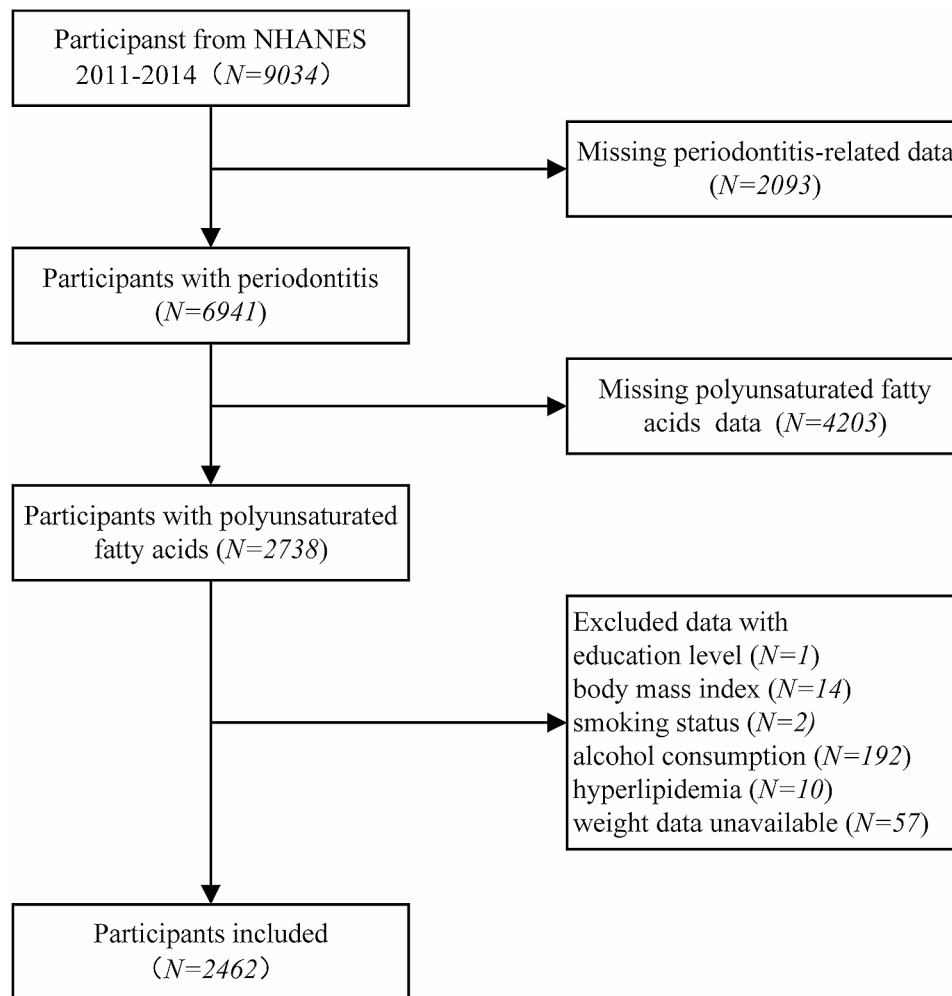 Participanst from NHANES
2011-2014（N=9034）
Missing periodontitis-related data
(N=2093)
Participants with periodontitis
(N=6941)
Missing polyunsaturated fatty
acids data (N=4203)
Participants with polyunsaturated
fatty acids (N=2738)
Excluded data with
education level (N=1)
body mass index (N=14)
smoking status (N=2)
alcohol consumption (N=192)
hyperlipidemia (N=10)
weight data unavailable (N=57)
Participants included
（N=2462）